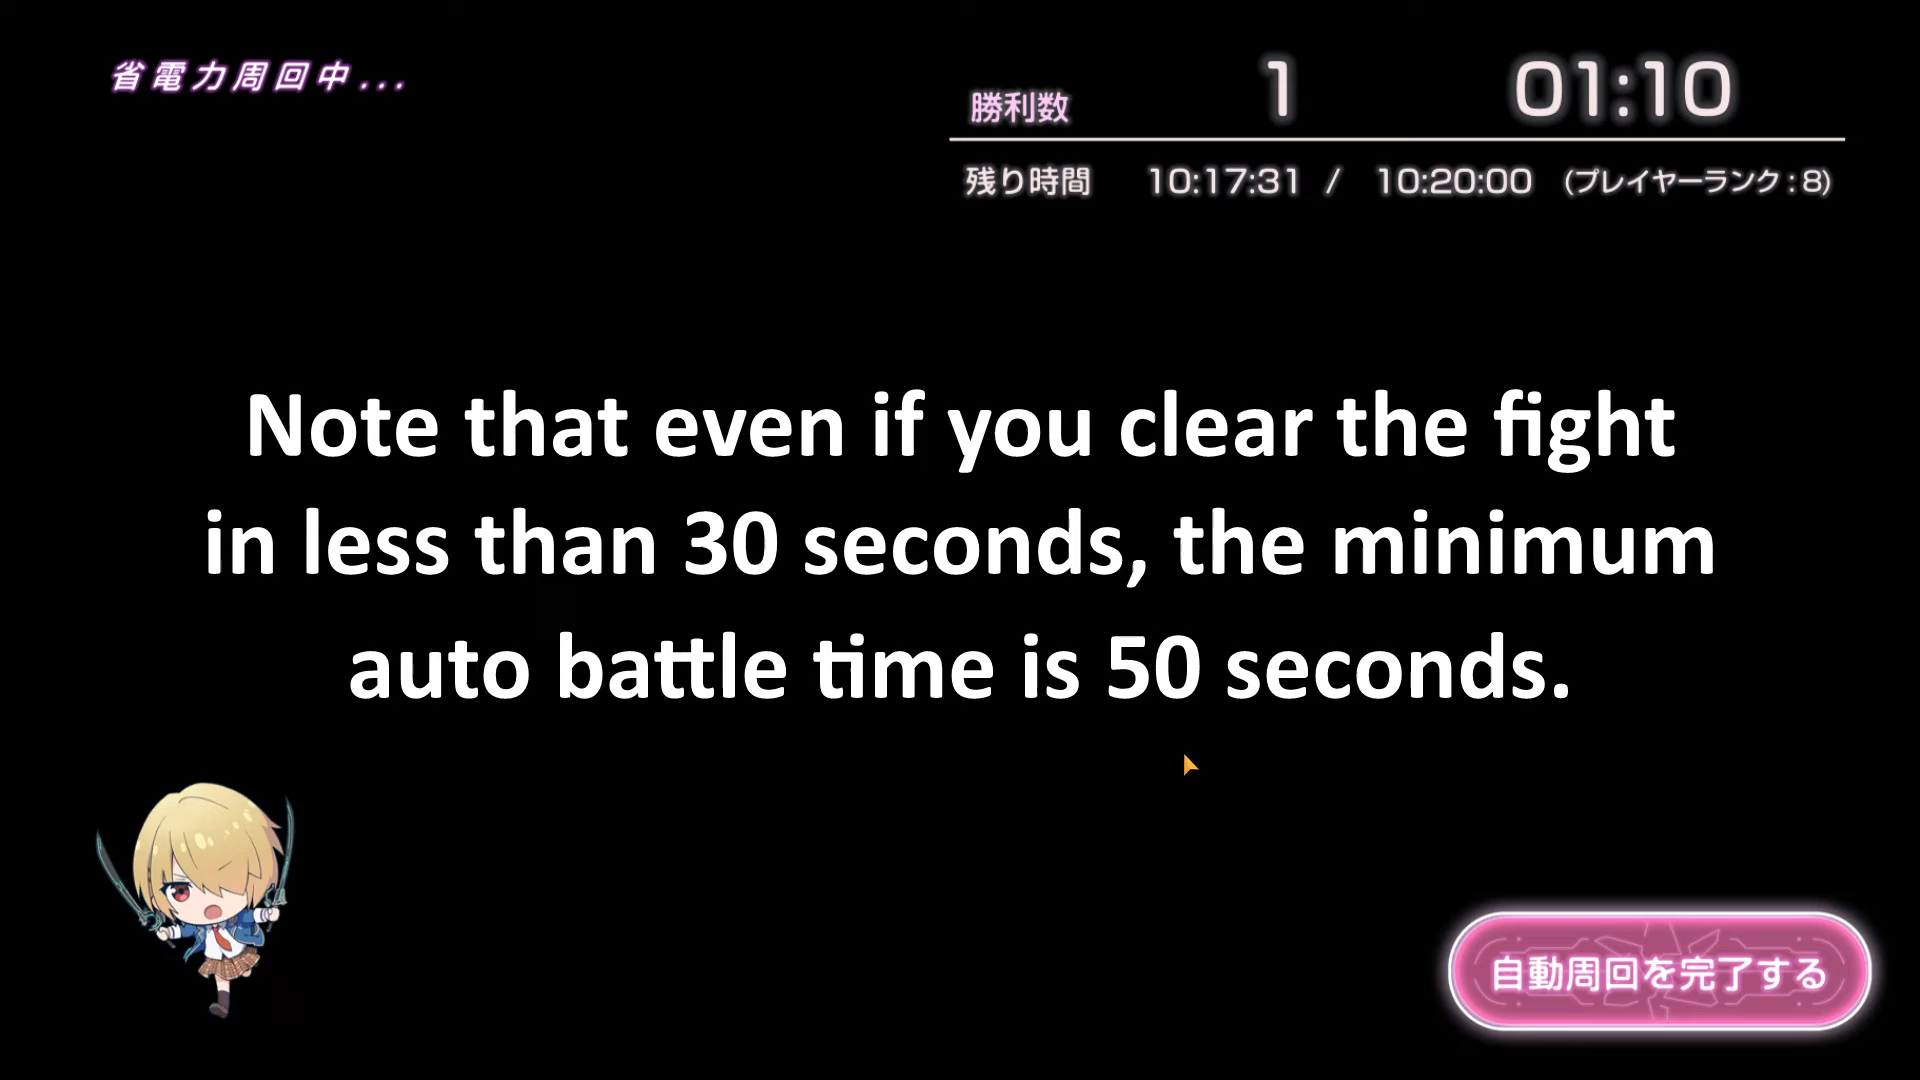 省電力周回中...
勝利数 1 01:10
残り時間 10:17:31 / 10:20:00 (プレイヤーランク:8)
Note that even if you clear the fight
in less than 30 seconds, the minimum
auto battle time is 50 seconds.
自動周回を完了する